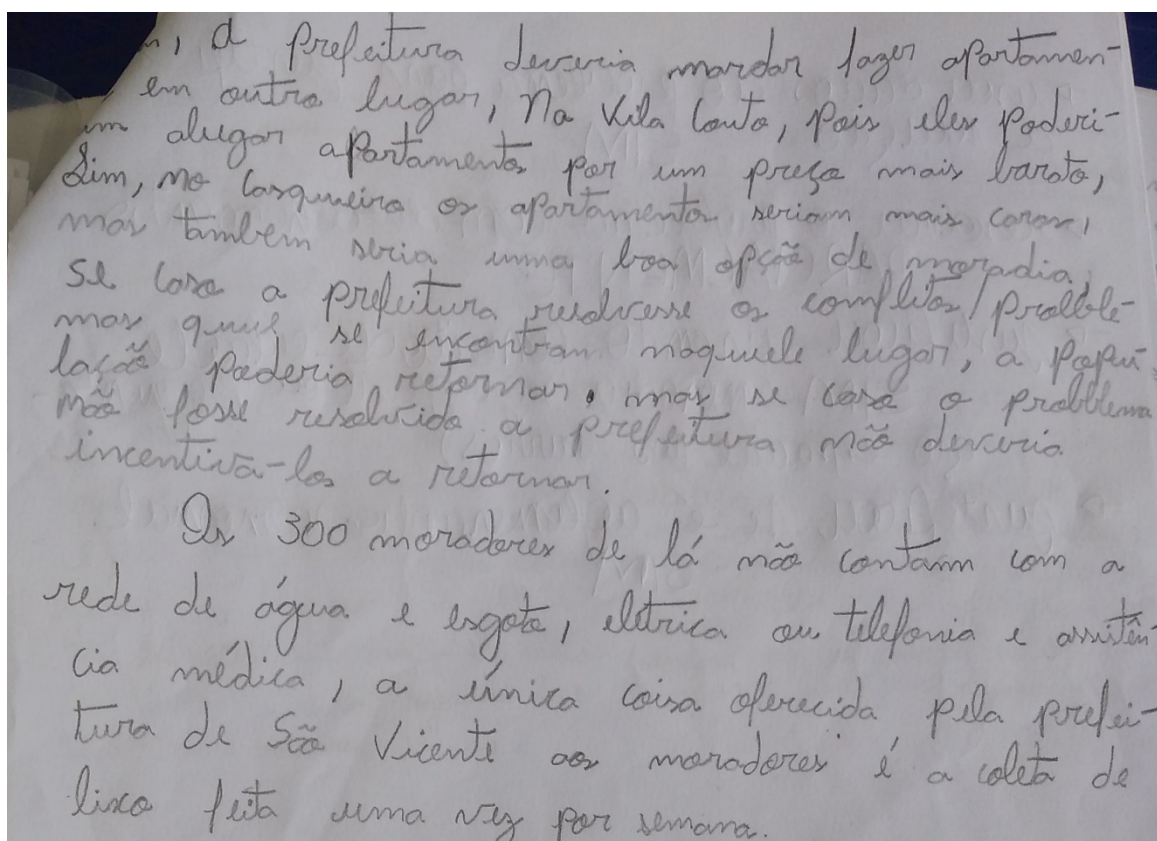 , a prefeitura deveria mandar fazer apartamen-
em outro lugar, na Vila Couto, pois eles poderi-
am alugar apartamentos por um preço mais barato,
Sim, no Casqueiro os apartamentos seriam mais caros,
mas também seria uma boa opção de moradia,
se caso a prefeitura resolvesse os conflitos/probble-
mas que se encontran naquele lugar, a popu-
lação poderia retornar, mas se caso o probblema
não fosse resolvido a prefeitura não deveria
incentivá-los a retornar.
Os 300 moradores de lá não contam com a
rede de água e esgoto, elétrica ou telefonia e assitên-
cia médica, a única coisa oferecida pela prefei-
tura de São Vicente aos moradores é a coleta de
lixo feita uma vez por semana.